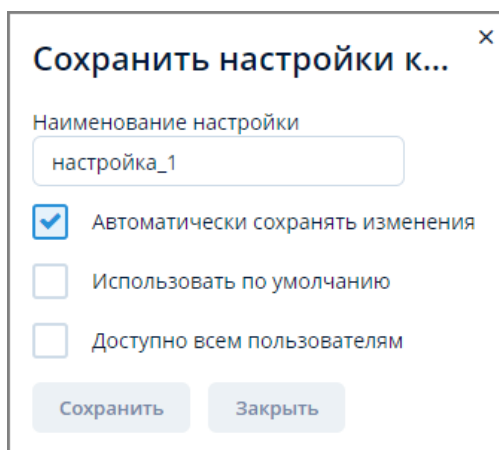 Сохранить настройки к...
Наименование настройки
настройка_1
Автоматически сохранять изменения
Использовать по умолчанию
Доступно всем пользователям
Сохранить Закрыть